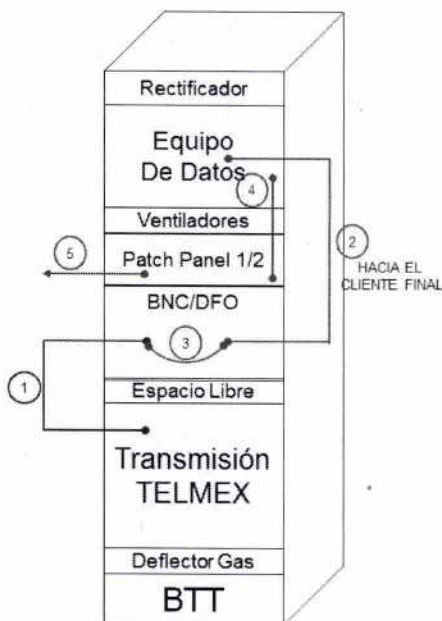 Rectificador
Equipo
De Datos
4
Ventiladores
2
5
Patch Panel 1/2
HACIA EL
CLIENTE FINAL
BNC/DFO
3
1
Espacio Libre
Transmisión
TELMEX
Deflector Gas
BTT